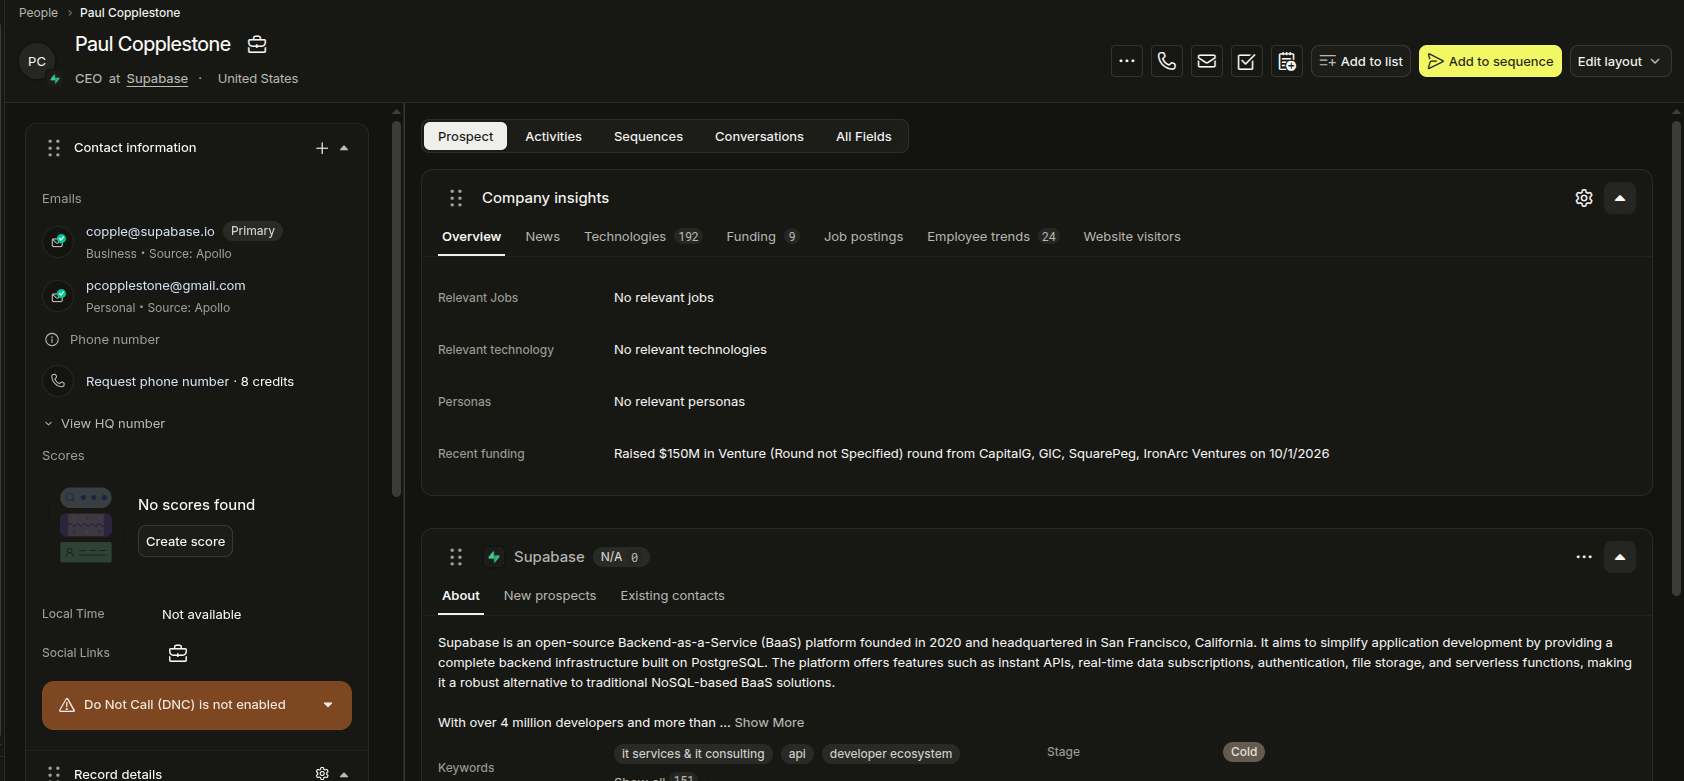 People › Paul Copplestone
PC
Paul Copplestone
CEO at Supabase · United States
Add to list
Add to sequence
Edit layout
Contact information
Emails
copple@supabase.io Primary
Business • Source: Apollo
pcopplestone@gmail.com
Personal • Source: Apollo
Phone number
Request phone number · 8 credits
View HQ number
Scores
No scores found
Create score
Local Time Not available
Social Links
Do Not Call (DNC) is not enabled
Record details
Prospect Activities Sequences Conversations All Fields
Company insights
Overview News Technologies 192 Funding 9 Job postings Employee trends 24 Website visitors
Relevant Jobs No relevant jobs
Relevant technology No relevant technologies
Personas No relevant personas
Recent funding Raised $150M in Venture (Round not Specified) round from CapitalG, GIC, SquarePeg, IronArc Ventures on 10/1/2026
Supabase N/A 0
About New prospects Existing contacts
Supabase is an open-source Backend-as-a-Service (BaaS) platform founded in 2020 and headquartered in San Francisco, California. It aims to simplify application development by providing a
complete backend infrastructure built on PostgreSQL. The platform offers features such as instant APIs, real-time data subscriptions, authentication, file storage, and serverless functions, making
it a robust alternative to traditional NoSQL-based BaaS solutions.
With over 4 million developers and more than ... Show More
Keywords it services & it consulting api developer ecosystem
Show all 151
Stage Cold